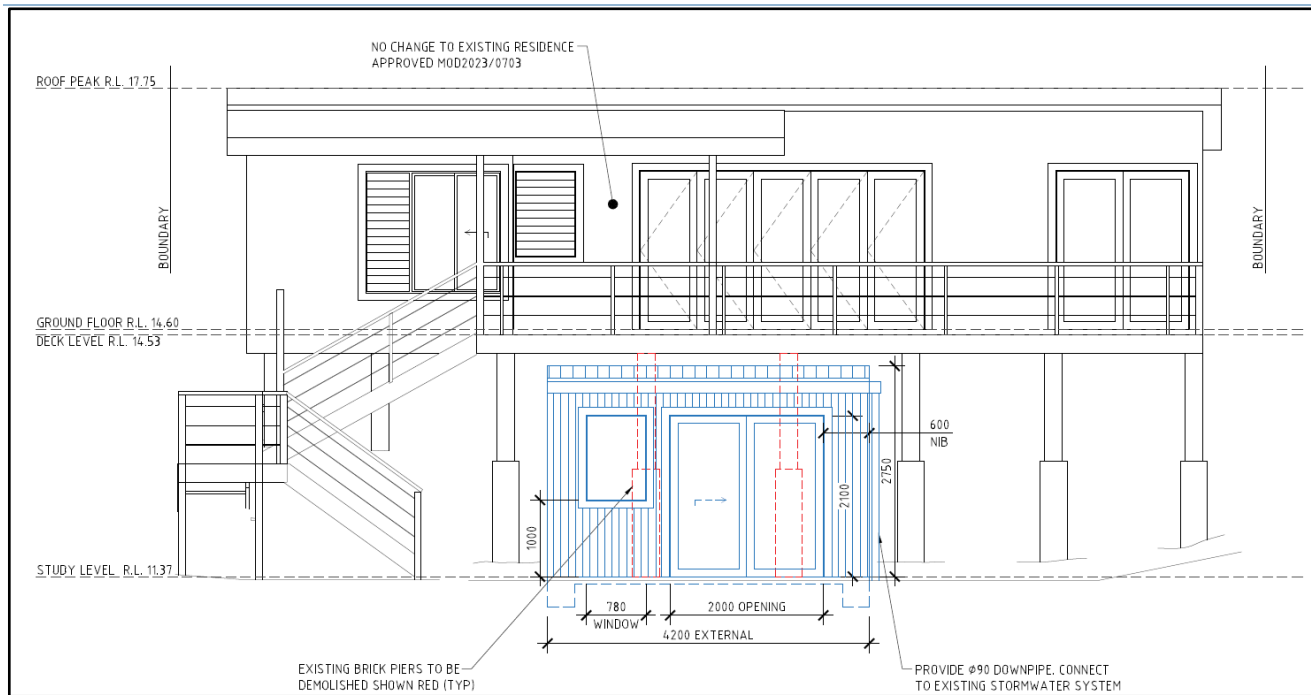 NO CHANGE TO EXISTING RESIDENCE
APPROVED MOD2023/0703
ROOF PEAK R.L. 17.75
BOUNDARY
BOUNDARY
GROUND FLOOR R.L. 14.60
DECK LEVEL R.L. 14.53
600
NIB
2750
2100
1000
STUDY LEVEL R.L. 11.37
780
WINDOW
2000 OPENING
4200 EXTERNAL
EXISTING BRICK PIERS TO BE
DEMOLISHED SHOWN RED (TYP)
PROVIDE ϕ90 DOWNPIPE. CONNECT
TO EXISTING STORMWATER SYSTEM